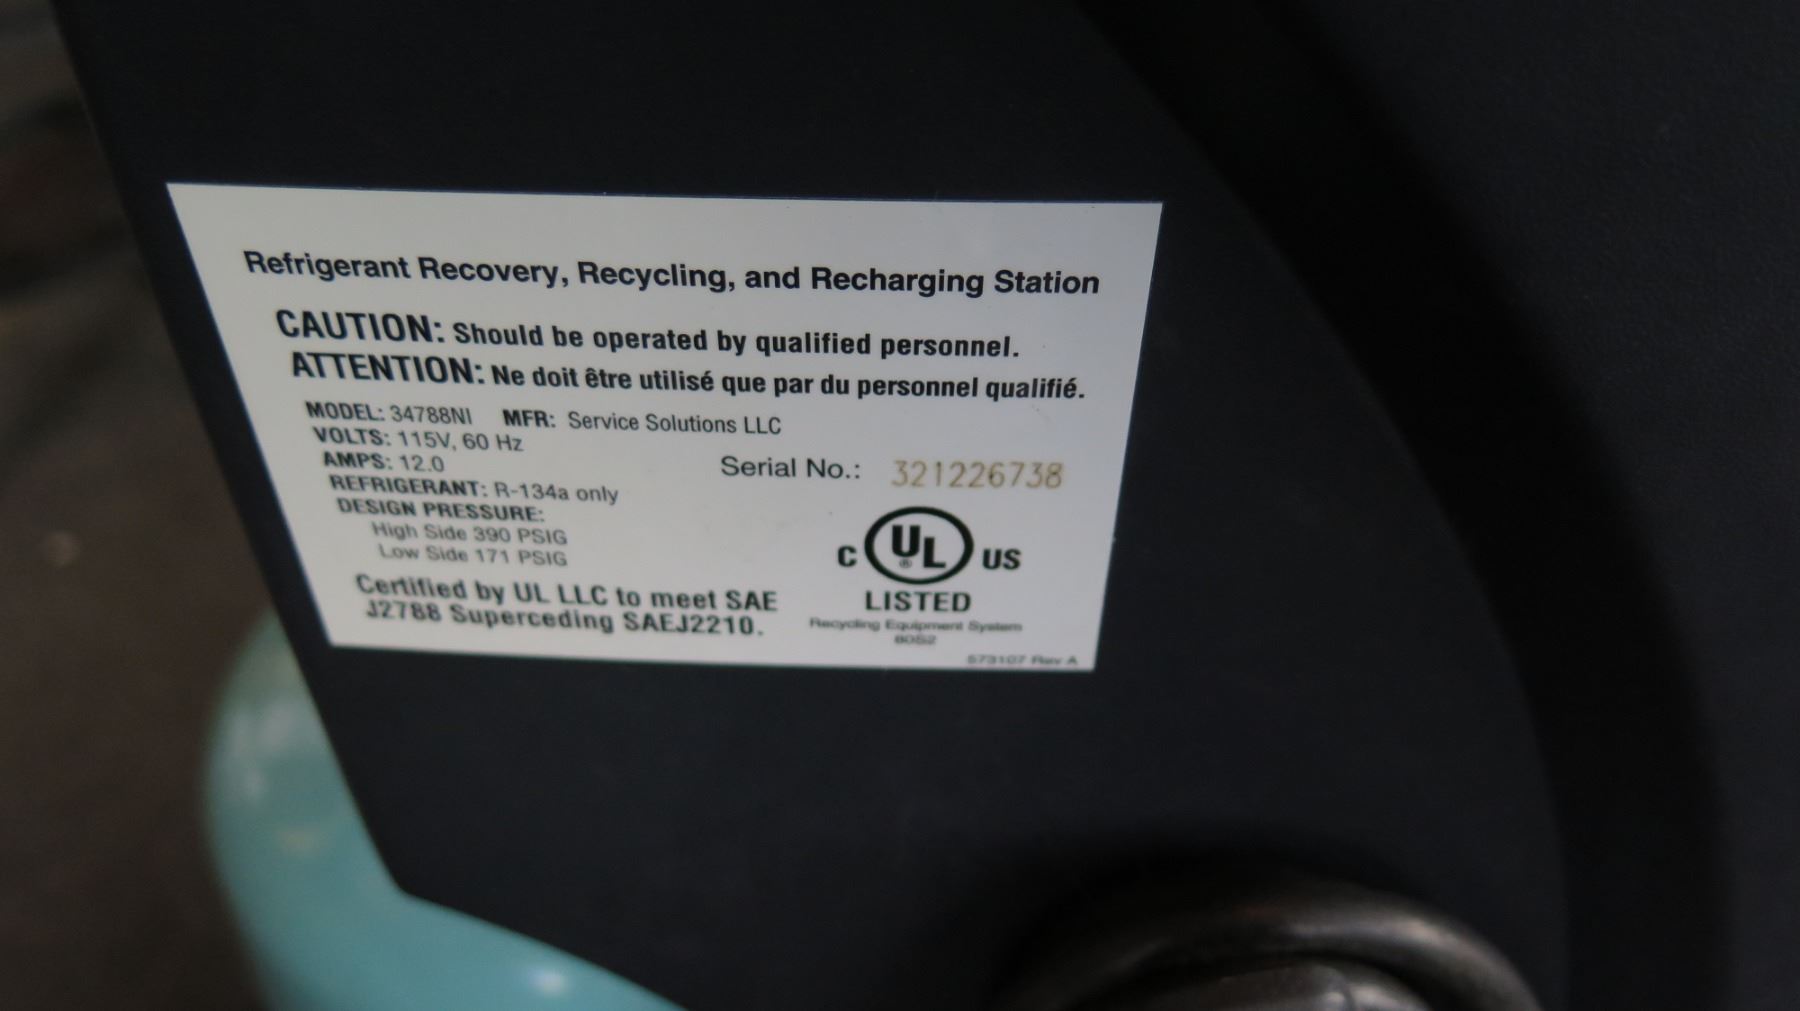 Refrigerant Recovery, Recycling, and Recharging Station
CAUTION: Should be operated by qualified personnel.
ATTENTION: Ne doit être utilisé que par du personnel qualifié.
MODEL: 34788NI MFR: Service Solutions LLC
VOLTS: 115V, 60 Hz
AMPS: 12.0
Serial No.: 321226738
REFRIGERANT: R-134a only
DESIGN PRESSURE:
High Side 390 PSIG
Low Side 171 PSIG
C UL® US
LISTED
Certified by UL LLC to meet SAE
J2788 Superceding SAEJ2210.
Recycling Equipment System
80S2
573107 Rev A